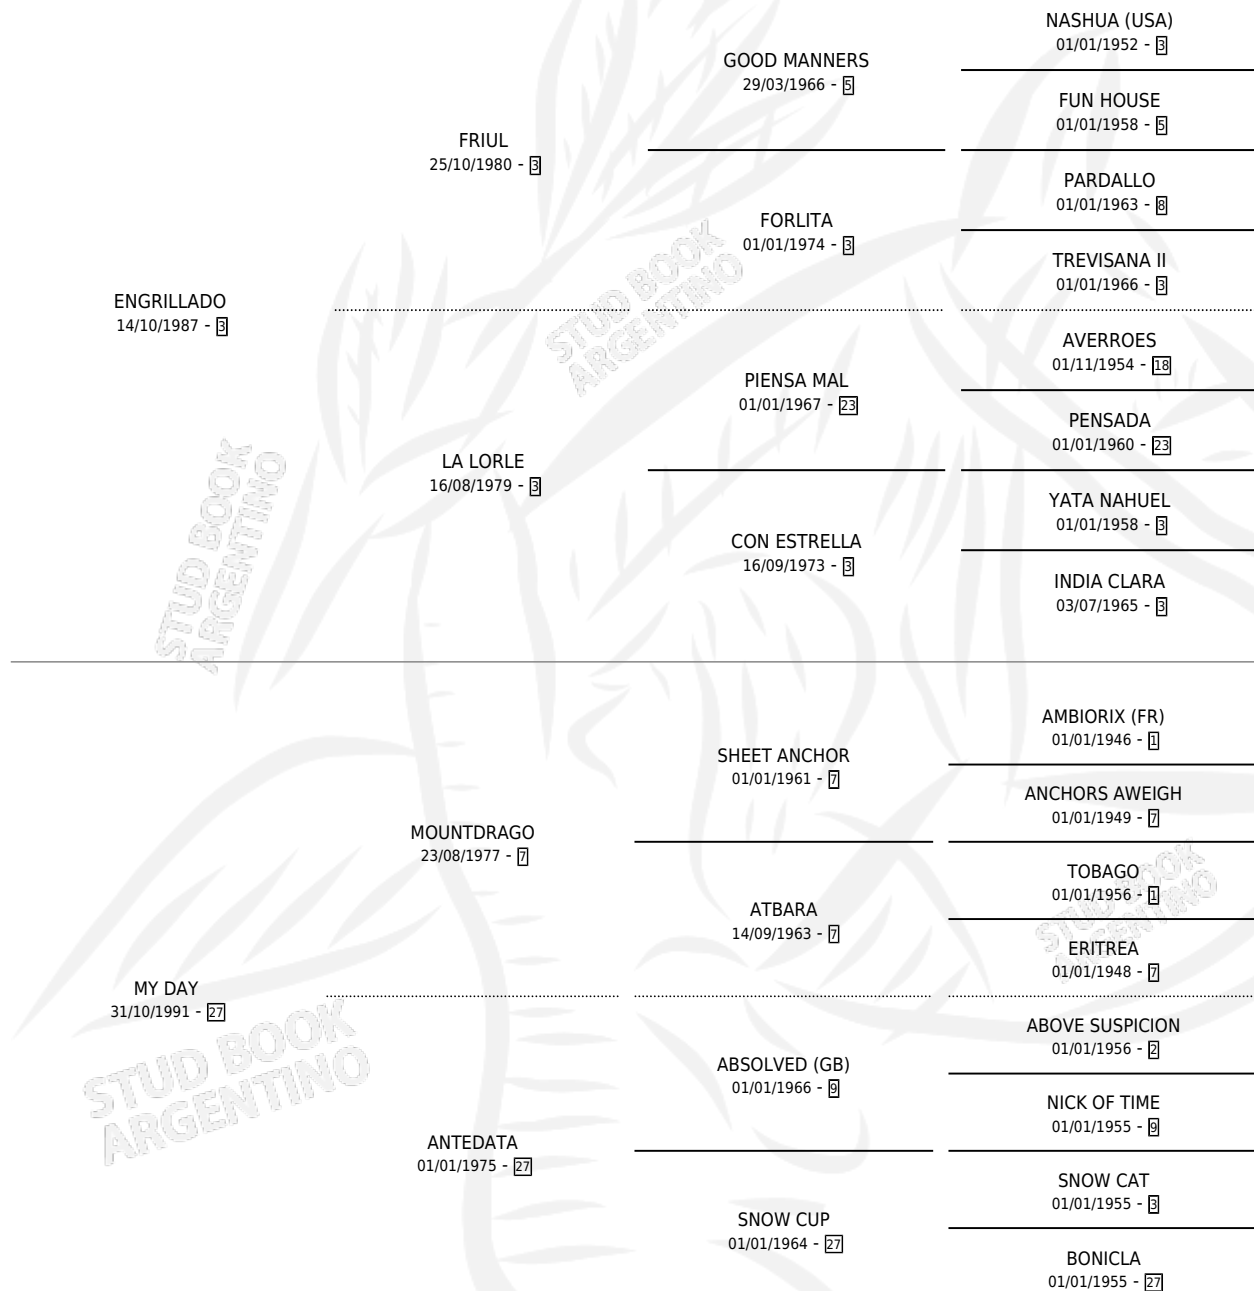 NASHUA (USA)
01/01/1952 - 3
GOOD MANNERS
29/03/1966 - 5
FUN HOUSE
01/01/1958 - 5
FRIUL
25/10/1980 - 3
PARDALLO
01/01/1963 - 8
FORLITA
01/01/1974 - 3
TREVISANA II
01/01/1966 - 3
ENGRILLADO
14/10/1987 - 3
AVERROES
01/11/1954 - 18
PIENSA MAL
01/01/1967 - 23
PENSADA
01/01/1960 - 23
LA LORLE
16/08/1979 - 3
YATA NAHUEL
01/01/1958 - 3
CON ESTRELLA
16/09/1973 - 3
INDIA CLARA
03/07/1965 - 3
STUD BOOK
ARGENTINO
STUD BOOK
ARGENTINO
AMBIORIX (FR)
01/01/1946 - 1
SHEET ANCHOR
01/01/1961 - 7
ANCHORS AWEIGH
01/01/1949 - 7
MOUNTDRAGO
23/08/1977 - 7
TOBAGO
01/01/1956 - 1
ATBARA
14/09/1963 - 7
ERITREA
01/01/1948 - 7
MY DAY
31/10/1991 - 27
ABOVE SUSPICION
01/01/1956 - 2
ABSOLVED (GB)
01/01/1966 - 9
NICK OF TIME
01/01/1955 - 9
ANTEDATA
01/01/1975 - 27
SNOW CAT
01/01/1955 - 3
SNOW CUP
01/01/1964 - 27
BONICLA
01/01/1955 - 27
STUD BOOK
ARGENTINO
STUD BOOK
ARGENTINO